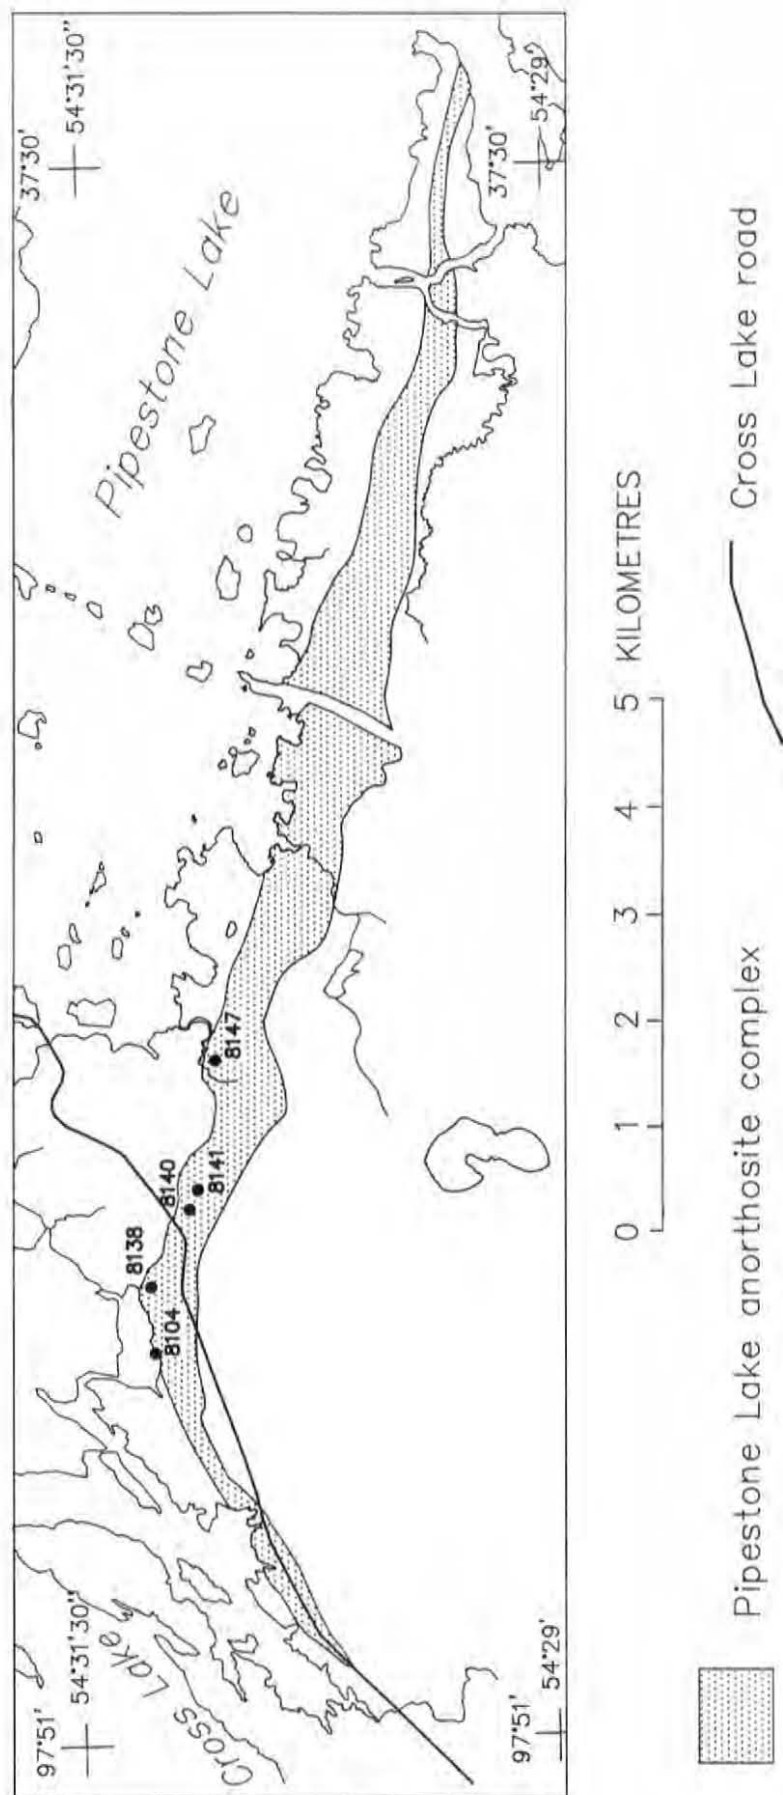 97°51'
54°31'30"
37°30'
54°31'30"
Cross Lake
Pipestone Lake
8104
8138
8140
8141
8147
97°51'
54°29'
37°30'
54°29'
0 1 2 3 4 5 KILOMETRES
Pipestone Lake anorthosite complex
Cross Lake road